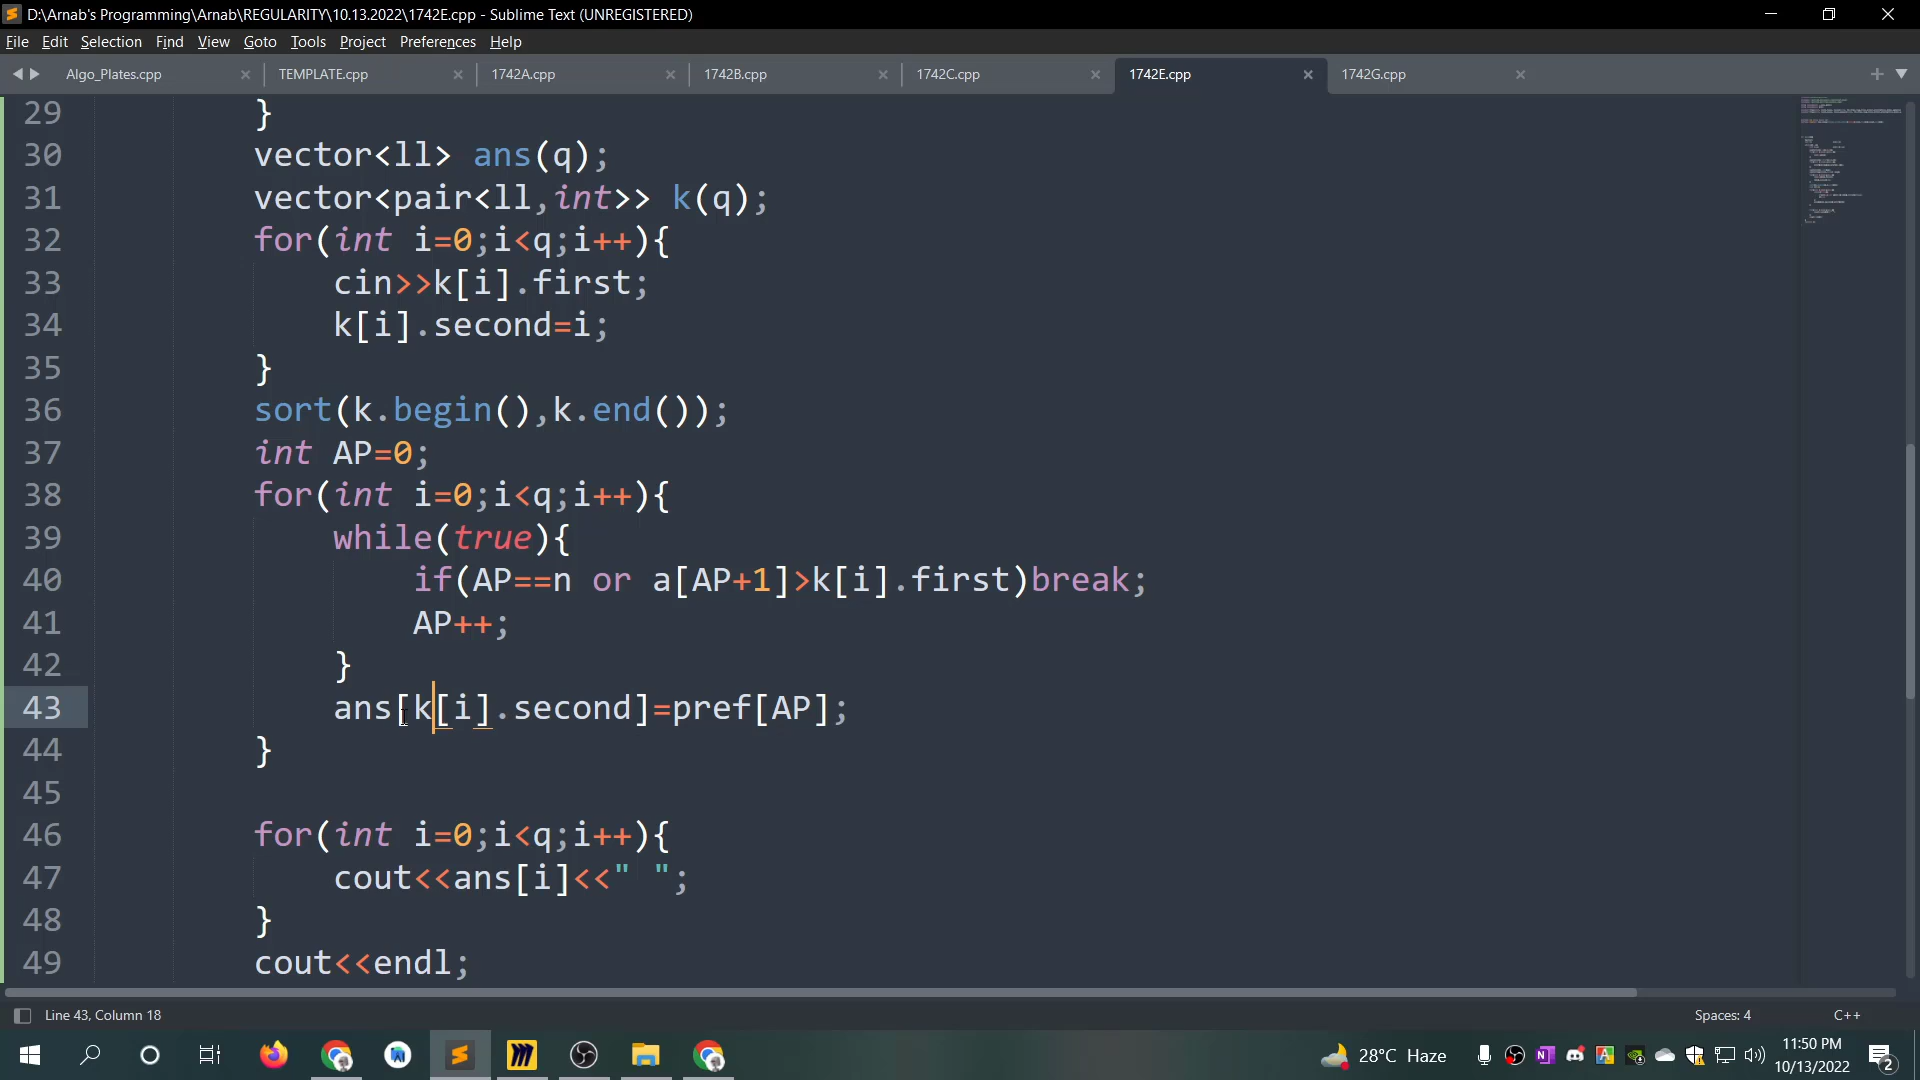 D:\Arnab's Programming\Arnab\REGULARITY\10.13.2022\1742E.cpp - Sublime Text (UNREGISTERED)
File Edit Selection Find View Goto Tools Project Preferences Help
Algo_Plates.cpp TEMPLATE.cpp 1742A.cpp 1742B.cpp 1742C.cpp 1742E.cpp 1742G.cpp
29 }
30 vector<ll> ans(q);
31 vector<pair<ll,int>> k(q);
32 for(int i=0;i<q;i++){
33 cin>>k[i].first;
34 k[i].second=i;
35 }
36 sort(k.begin(),k.end());
37 int AP=0;
38 for(int i=0;i<q;i++){
39 while(true){
40 if(AP==n or a[AP+1]>k[i].first)break;
41 AP++;
42 }
43 ans[k[i].second]=pref[AP];
44 }
45
46 for(int i=0;i<q;i++){
47 cout<<ans[i]<<" ";
48 }
49 cout<<endl;
Line 43, Column 18 Spaces: 4 C++
28°C Haze
11:50 PM
10/13/2022
2